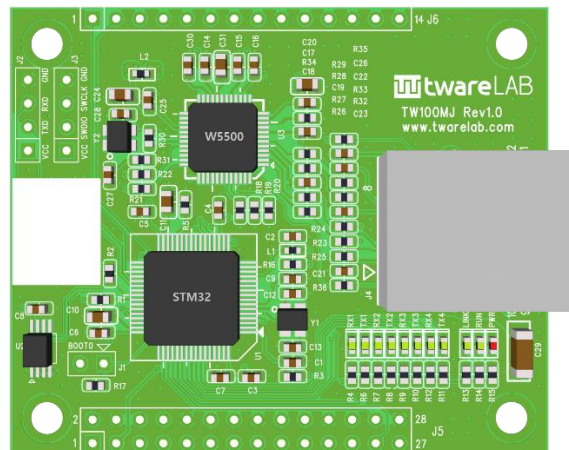 1
14 J6
J2
J3
GND
RXD
TXD
VCC
GND
SWCLK
SWDIO
VCC
L2
C30
C14
C31
C15
C16
C20
C17
R34
C18
R29
R28
C19
R27
R26
R35
C26
C22
R33
R32
C23
twareLAB
TW100MJ Rev1.0
www.twarelab.com
C24
C28
C25
Y2
R30
W5500
U3
R31
R22
R21
C27
C5
C11
R5
C4
R18
R19
R20
8
R24
R23
R25
C21
R36
J4
C2
L1
R16
C9
C12
Y1
C13
C1
R3
R2
R1
C10
C6
STM32
U1
C8
BOOT0
J1
R17
C7
C3
RX1
TX1
RX2
TX2
RX3
TX3
RX4
TX4
LINK
RUN
PWR
R4
R6
R7
R8
R9
R10
R12
R11
R13
R14
R15
C29
2
28
1
27
J5